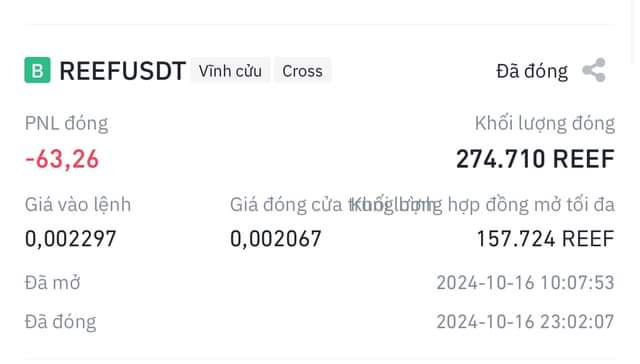 B REEFUSDT Vĩnh cửu Cross Đã đóng
PNL đóng Khối lượng đóng
-63,26 274.710 REEF
Giá vào lệnh Giá đóng cửa trung bình Khối lượng hợp đồng mở tối đa
0,002297 0,002067 157.724 REEF
Đã mở 2024-10-16 10:07:53
Đã đóng 2024-10-16 23:02:07